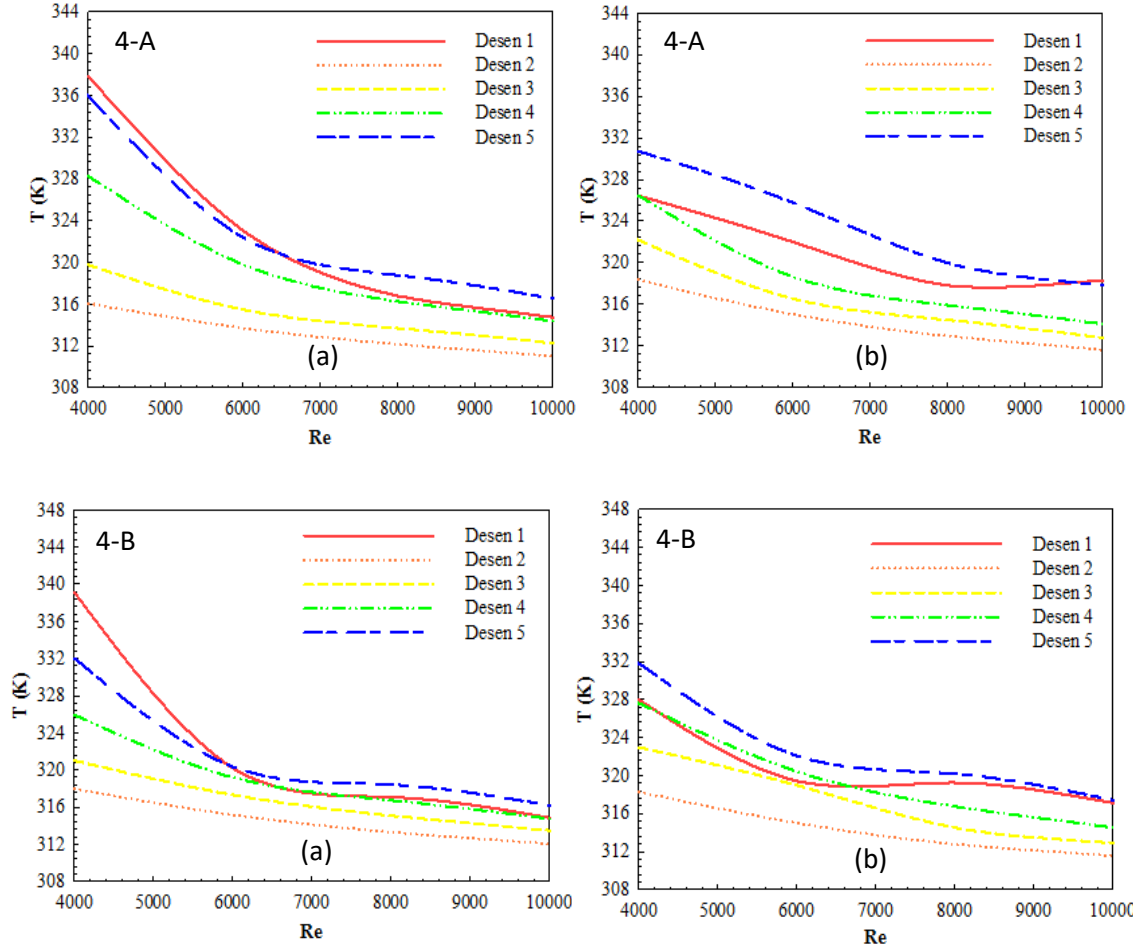 4-A
Desen 1
Desen 2
Desen 3
Desen 4
Desen 5
344
340
336
332
328
324
320
316
312
308
T (K)
(a)
4000 5000 6000 7000 8000 9000 10000
Re
4-A
Desen 1
Desen 2
Desen 3
Desen 4
Desen 5
344
340
336
332
328
324
320
316
312
308
T (K)
(b)
4000 5000 6000 7000 8000 9000 10000
Re
4-B
Desen 1
Desen 2
Desen 3
Desen 4
Desen 5
348
344
340
336
332
328
324
320
316
312
308
T (K)
(a)
4000 5000 6000 7000 8000 9000 10000
Re
4-B
Desen 1
Desen 2
Desen 3
Desen 4
Desen 5
348
344
340
336
332
328
324
320
316
312
308
T (K)
(b)
4000 5000 6000 7000 8000 9000 10000
Re